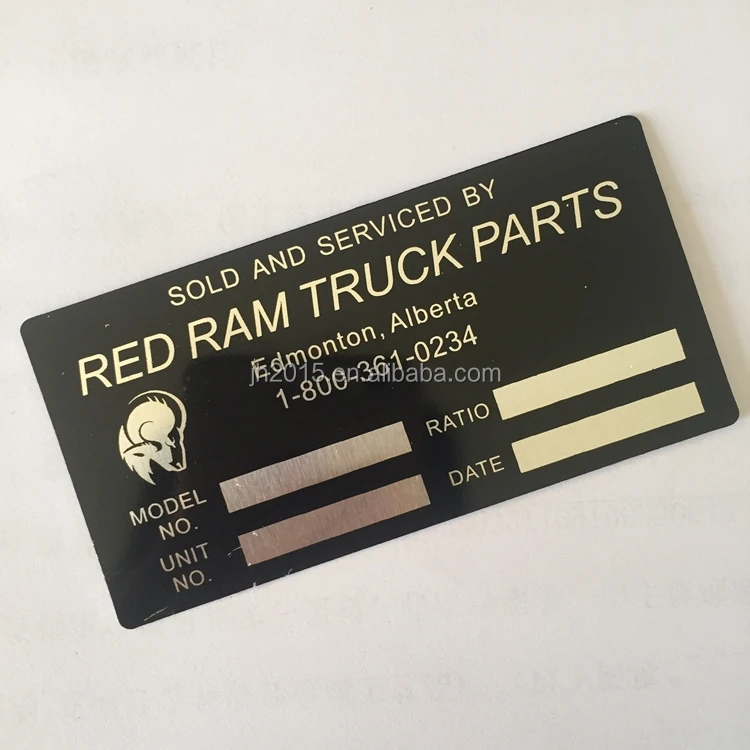 SOLD AND SERVICED BY
RED RAM TRUCK PARTS
Edmonton, Alberta
1-800-361-0234
jh2015.en.alibaba.com
MODEL
NO.
RATIO
UNIT
NO.
DATE